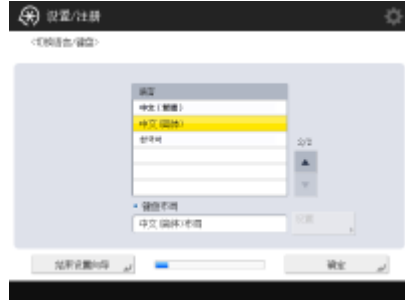 设置/注册
<切换语言/键盘>
语言
中文(繁體)
中文(简体)
한국어
2/2
键盘布局
中文(简体)布局
设置
结束设置向导
确定